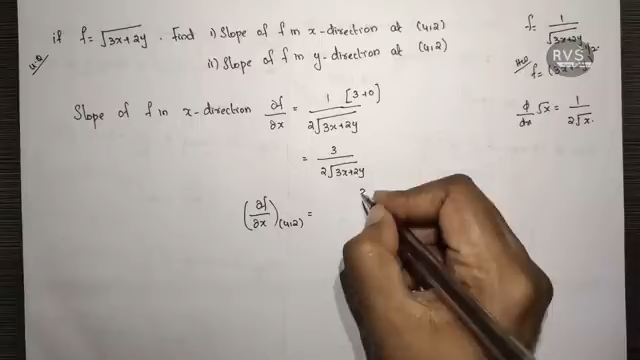 if f = √3x+2y . Find i) Slope of f in x-direction at (4,2)
ii) Slope of f in y-direction at (4,2)
Slope of f in x-direction ∂f/∂x = 1/2√3x+2y [3+0]
= 3/2√3x+2y
(∂f/∂x)(4,2) =
f = 1/√3x+2y
RVS
f = (3x+
d/dx √x = 1/2√x.